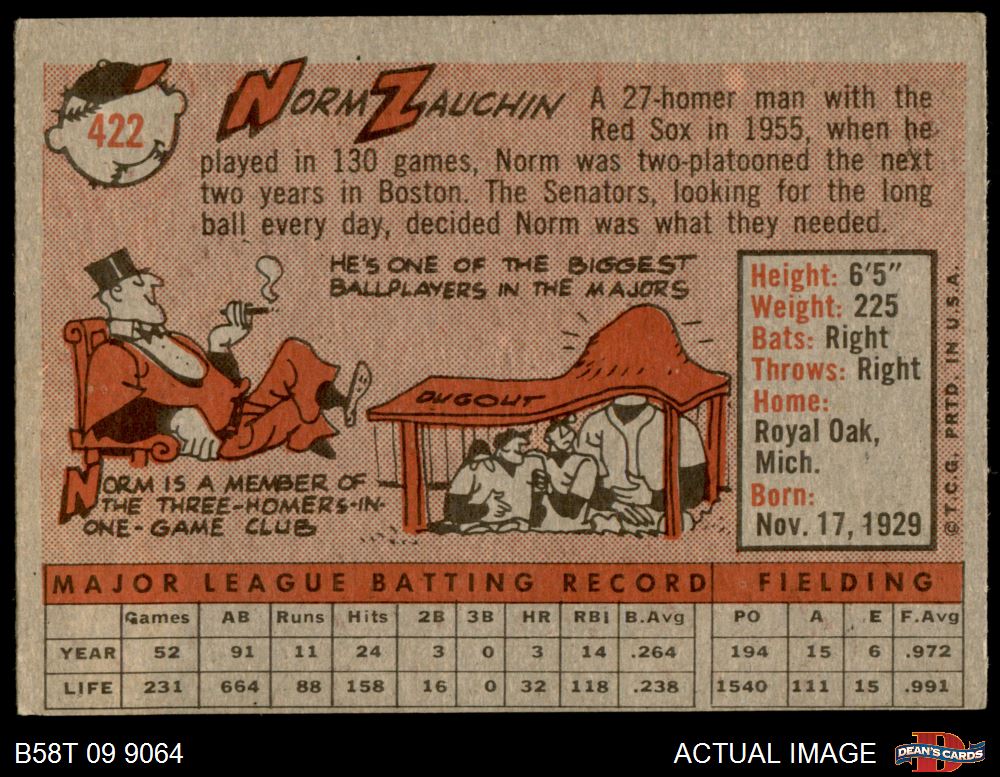 422
NORM ZAUCHIN
A 27-homer man with the
Red Sox in 1955, when he
played in 130 games, Norm was two-platooned the next
two years in Boston. The Senators, looking for the long
ball every day, decided Norm was what they needed.
HE'S ONE OF THE BIGGEST
BALLPLAYERS IN THE MAJORS
DUGOUT
NORM IS A MEMBER OF
THE THREE-HOMERS-IN-
ONE-GAME CLUB
Height: 6'5"
Weight: 225
Bats: Right
Throws: Right
Home:
Royal Oak,
Mich.
Born:
Nov. 17, 1929
© T.C.G. PRTD. IN U.S.A.
MAJOR LEAGUE BATTING RECORD FIELDING
Games AB Runs Hits 2B 3B HR RBI B.Avg PO A E F.Avg
YEAR 52 91 11 24 3 0 3 14 .264 194 15 6 .972
LIFE 231 664 88 158 16 0 32 118 .238 1540 111 15 .991
B58T 09 9064
ACTUAL IMAGE
D
DEAN'S CARDS